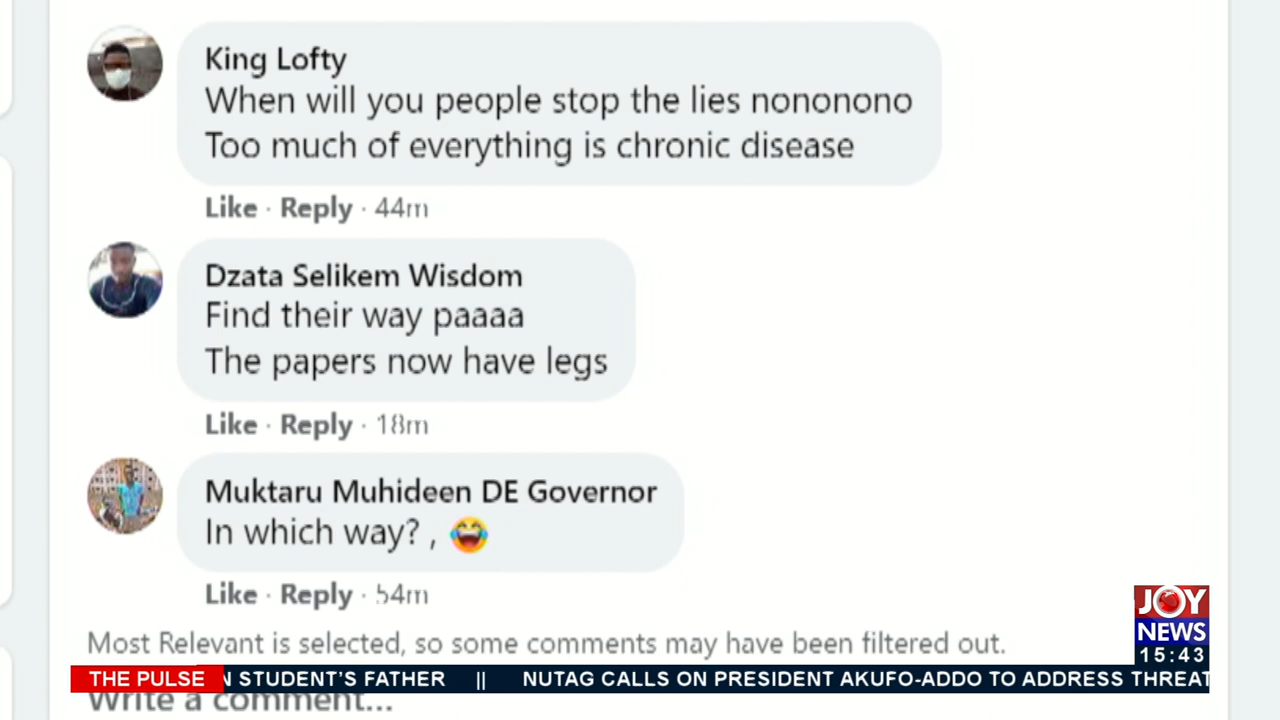 King Lofty
When will you people stop the lies nononono
Too much of everything is chronic disease
Like · Reply · 44m
Dzata Selikem Wisdom
Find their way paaaa
The papers now have legs
Like · Reply · 18m
Muktaru Muhideen DE Governor
In which way? , 😂
Like · Reply · 54m
Most Relevant is selected, so some comments may have been filtered out.
JOY
NEWS
15:43
THE PULSE N STUDENT'S FATHER || NUTAG CALLS ON PRESIDENT AKUFO-ADDO TO ADDRESS THREAT
Write a comment...